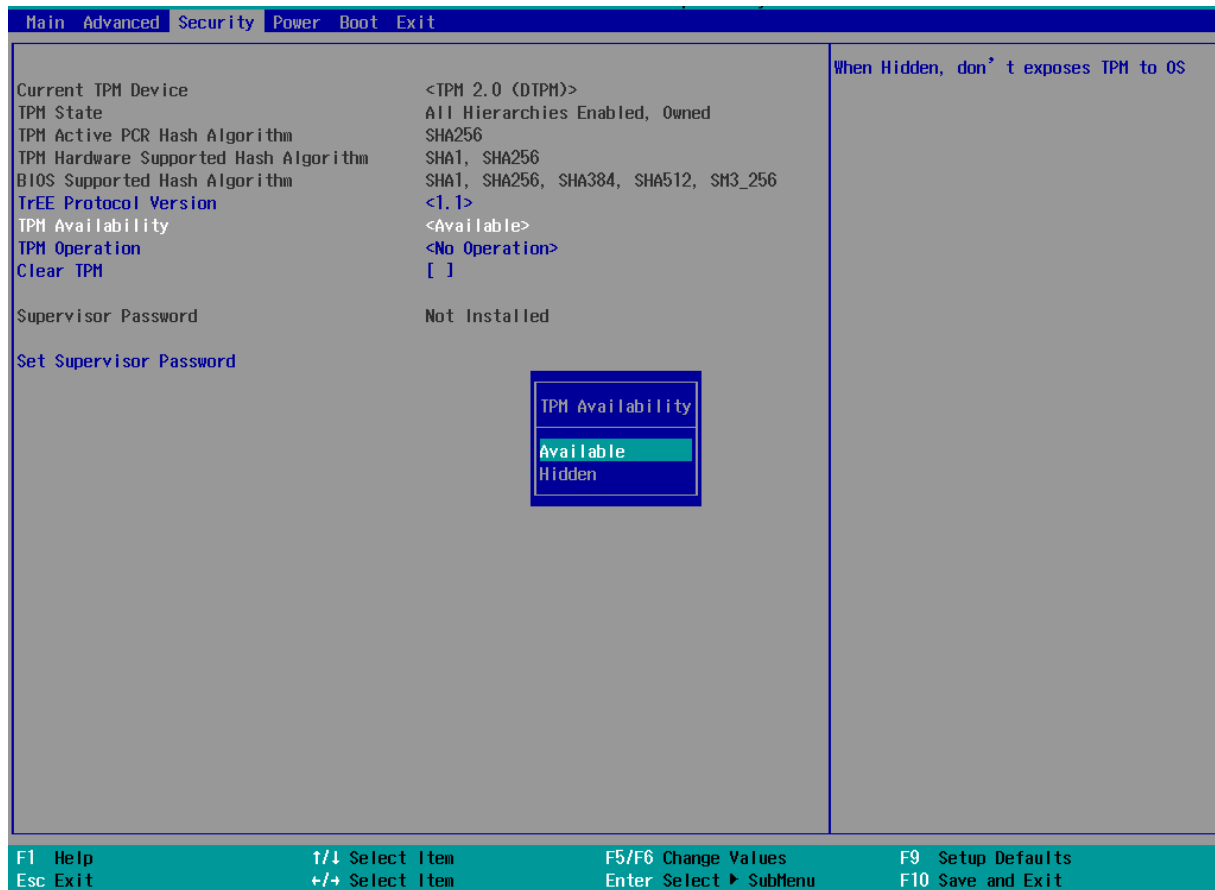 Main Advanced Security Power Boot Exit
When Hidden, don't exposes TPM to OS
Current TPM Device <TPM 2.0 (DTPM)>
TPM State All Hierarchies Enabled, Owned
TPM Active PCR Hash Algorithm SHA256
TPM Hardware Supported Hash Algorithm SHA1, SHA256
BIOS Supported Hash Algorithm SHA1, SHA256, SHA384, SHA512, SM3_256
TrEE Protocol Version <1.1>
TPM Availability <Available>
TPM Operation <No Operation>
Clear TPM [ ]
Supervisor Password Not Installed
Set Supervisor Password
TPM Availability
Available
Hidden
F1 Help ↑/↓ Select Item F5/F6 Change Values F9 Setup Defaults
Esc Exit ←/→ Select Item Enter Select ▶ SubMenu F10 Save and Exit